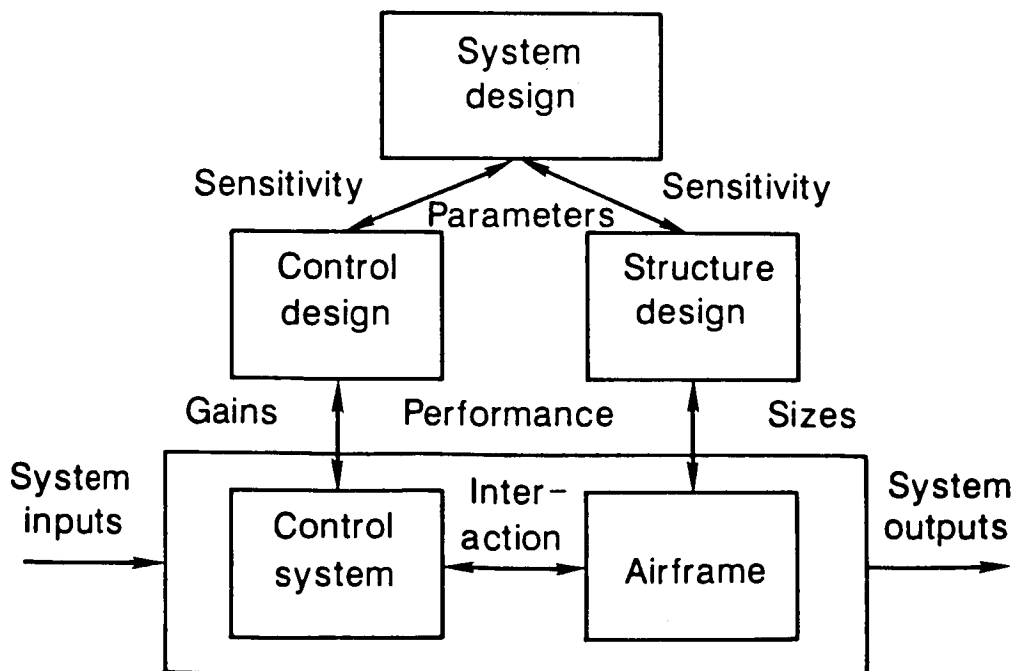 System
design
Sensitivity
Sensitivity
Parameters
Control
design
Structure
design
Gains
Performance
Sizes
System
inputs
Control
system
Inter-
action
Airframe
System
outputs